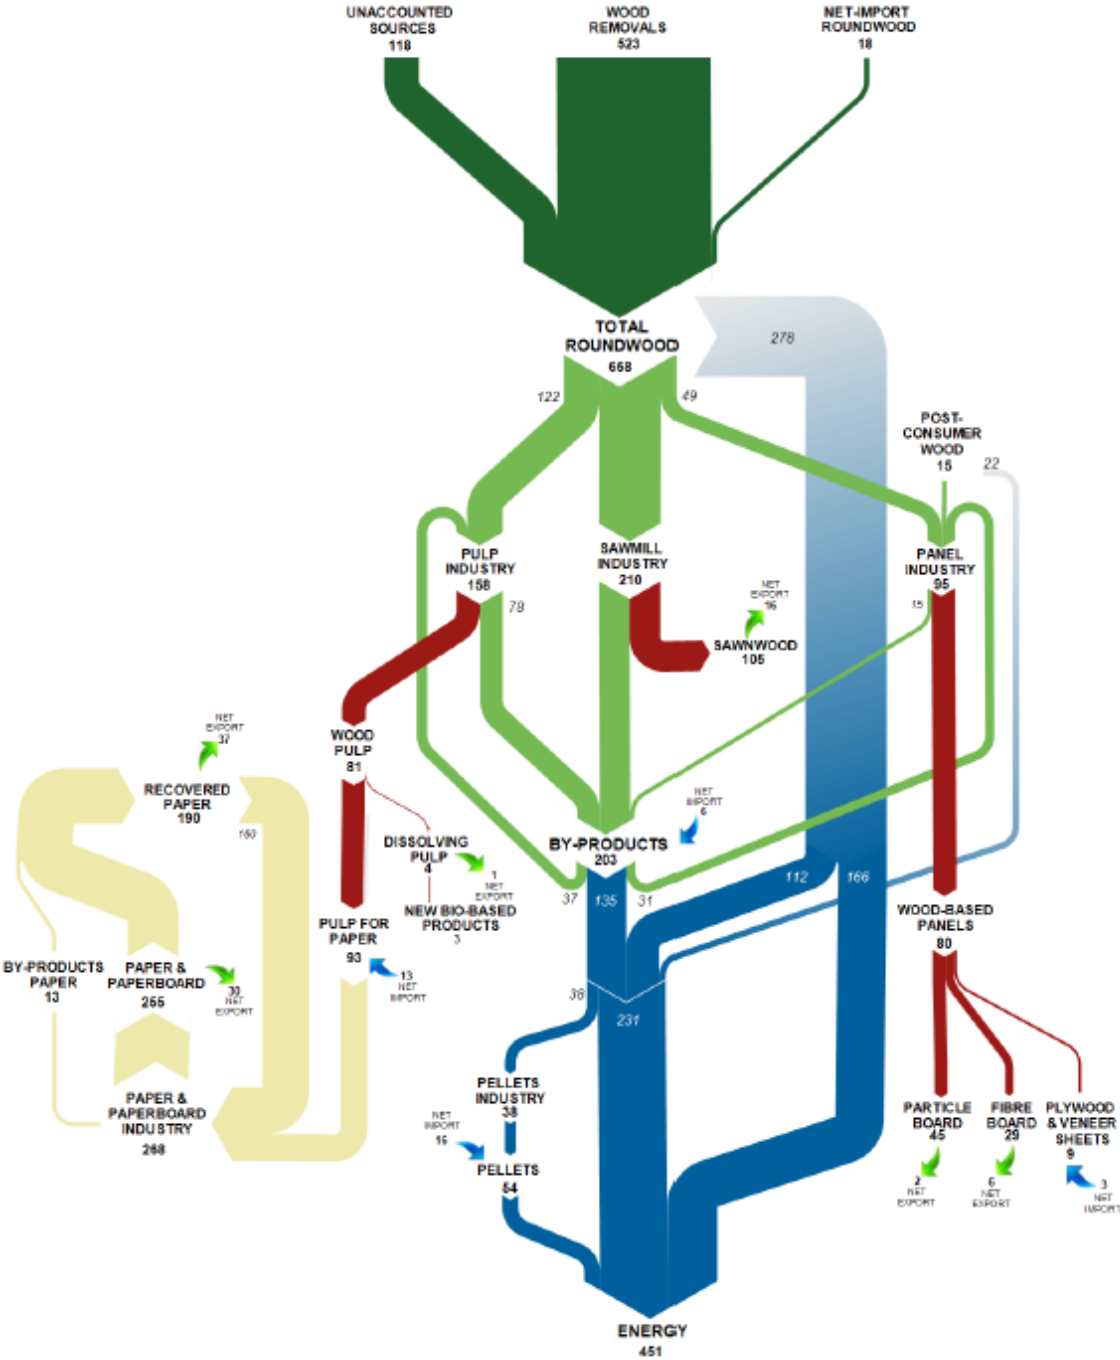 UNACCOUNTED
SOURCES
118
WOOD
REMOVALS
523
NET-IMPORT
ROUNDWOOD
18
TOTAL
ROUNDWOOD
658
278
122
49
POST-
CONSUMER
WOOD
15
22
PULP
INDUSTRY
158
SAWMILL
INDUSTRY
210
PANEL
INDUSTRY
95
78
15
NET
EXPORT
16
SAWNWOOD
105
NET
EXPORT
37
WOOD
PULP
81
RECOVERED
PAPER
190
160
NET
IMPORT
6
DISSOLVING
PULP
4
1
NET
EXPORT
BY-PRODUCTS
203
37
135
31
112
166
NEW BIO-BASED
PRODUCTS
3
PULP FOR
PAPER
93
13
NET
IMPORT
WOOD-BASED
PANELS
80
BY-PRODUCTS
PAPER
13
PAPER &
PAPERBOARD
255
30
NET
EXPORT
38
231
PELLETS
INDUSTRY
38
PAPER &
PAPERBOARD
INDUSTRY
268
NET
IMPORT
16
PELLETS
54
PARTICLE
BOARD
45
2
NET
EXPORT
FIBRE
BOARD
29
6
NET
EXPORT
PLYWOOD
& VENEER
SHEETS
9
3
NET
IMPORT
ENERGY
451